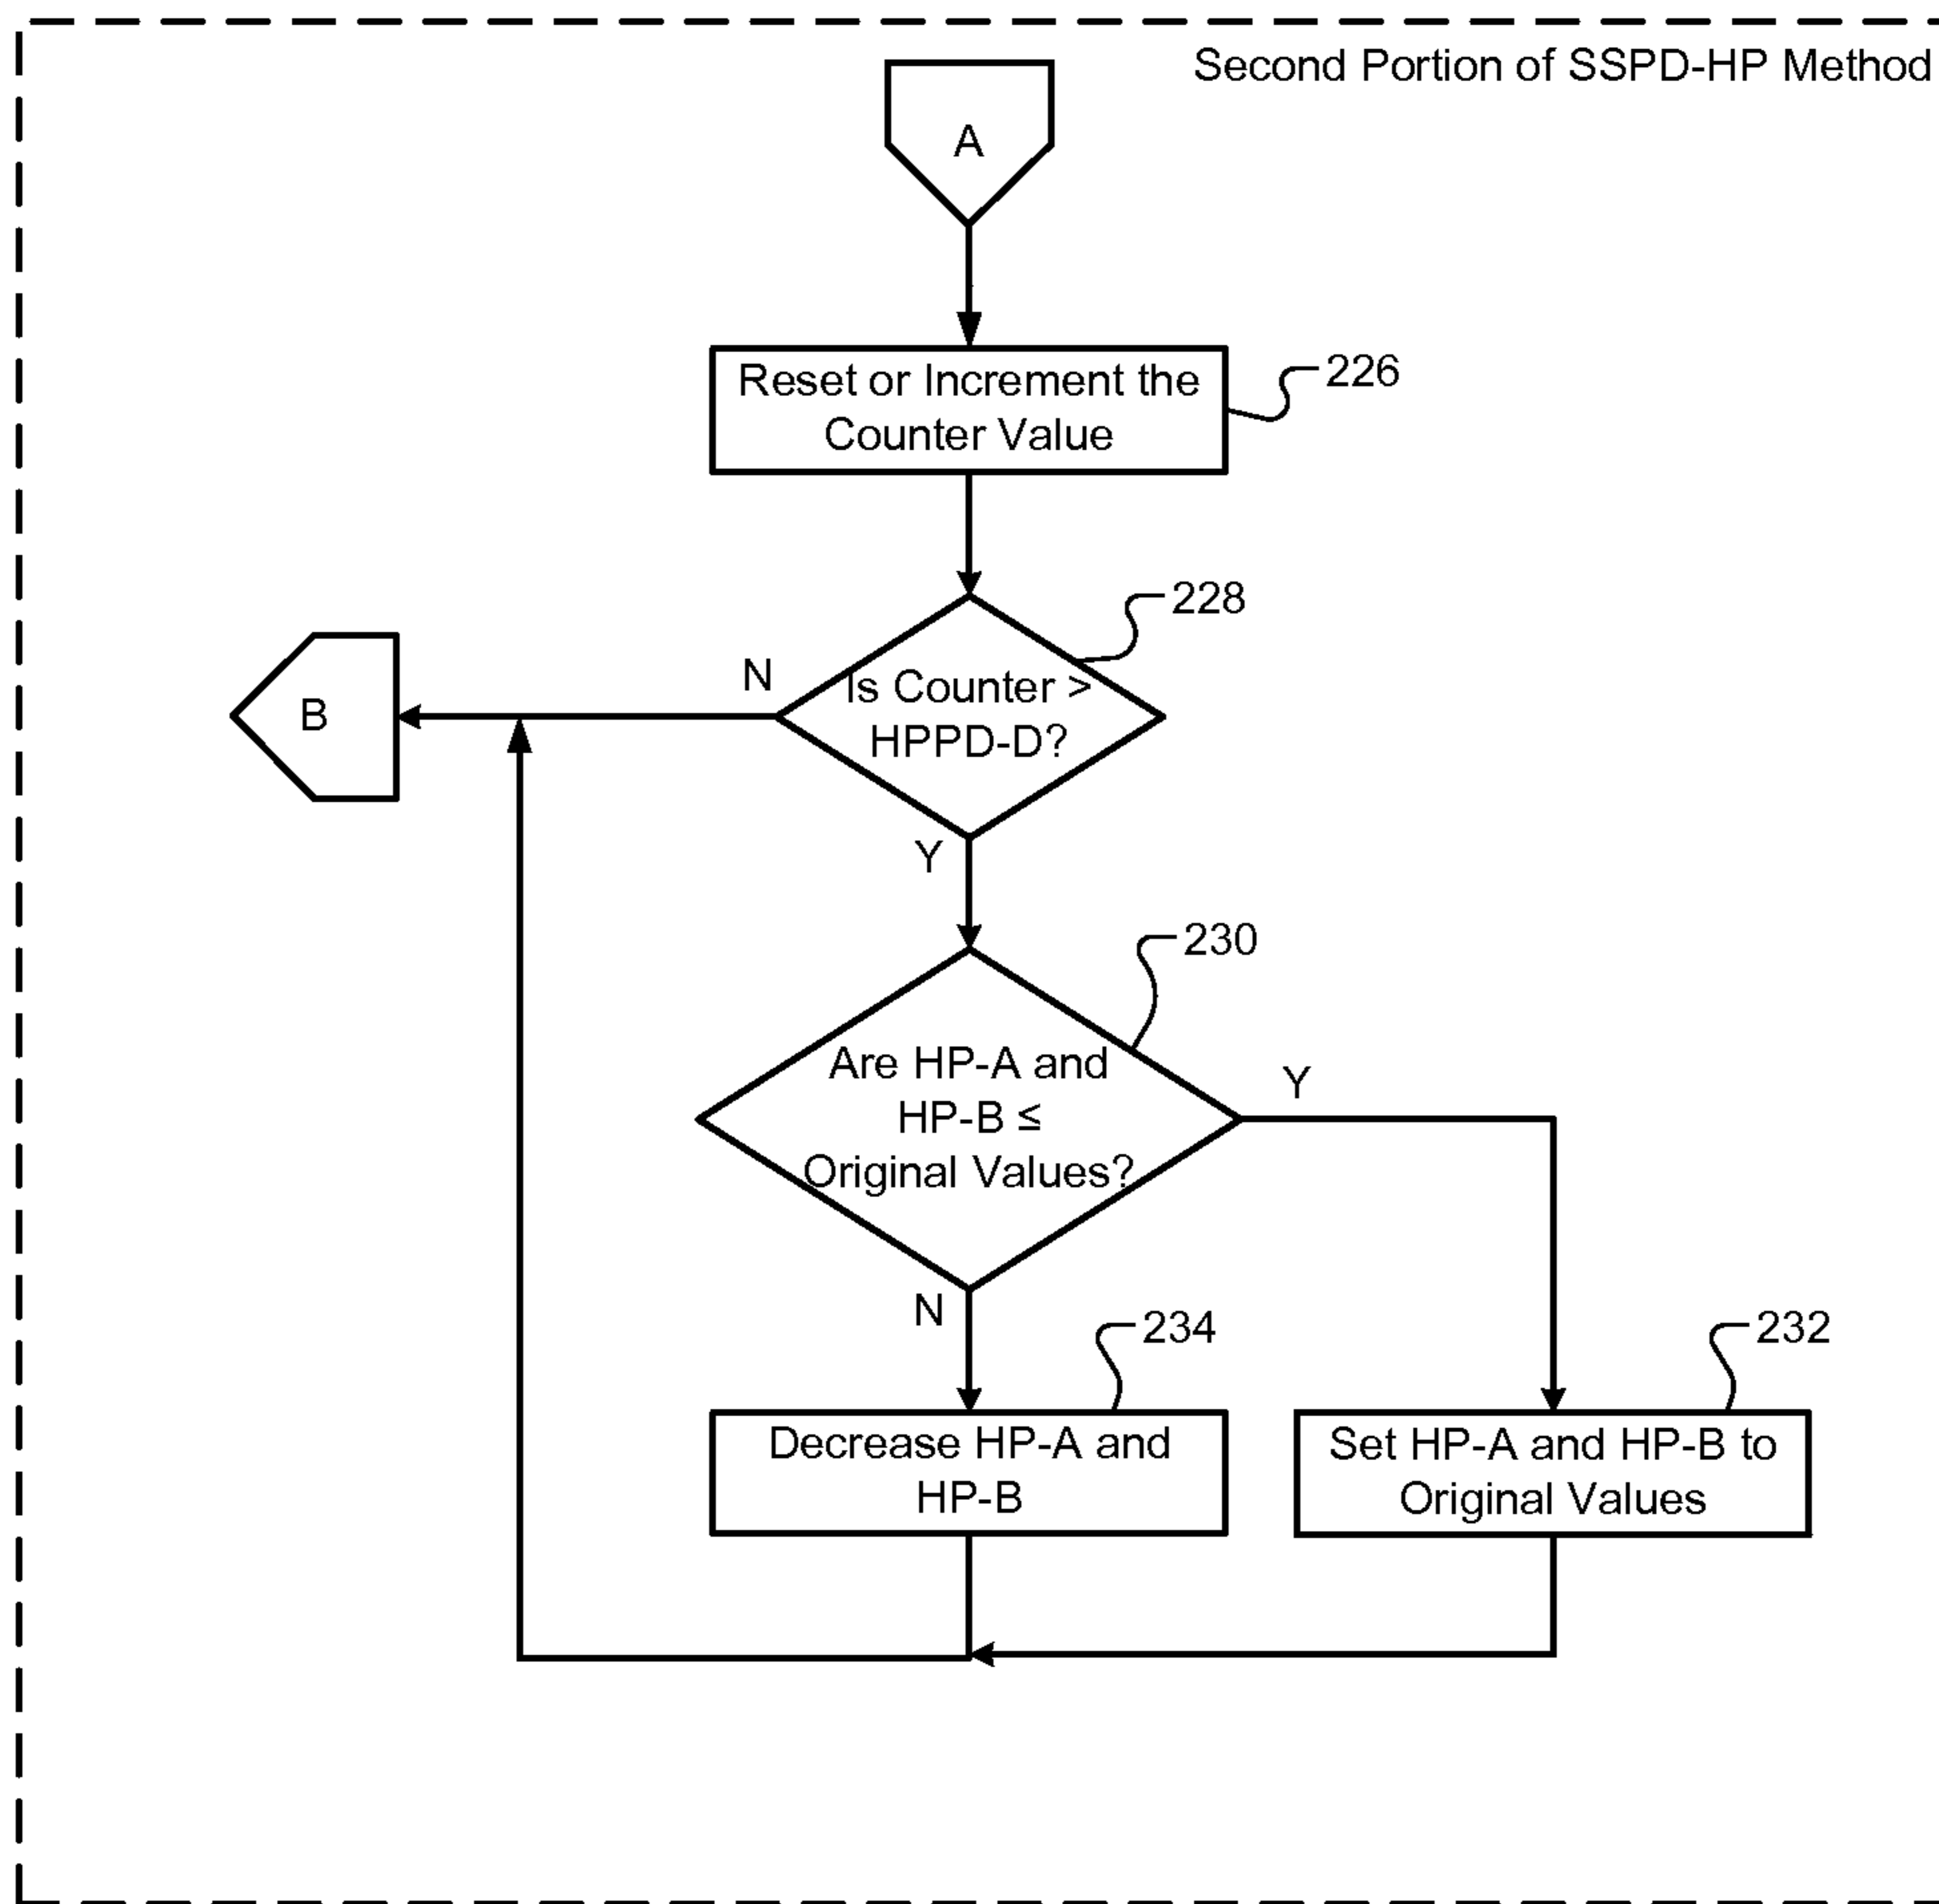 Second Portion of SSPD-HP Method
A
Reset or Increment the
Counter Value
226
228
N
Is Counter >
HPPD-D?
B
Y
230
Are HP-A and
HP-B ≤
Original Values?
Y
N
234
232
Decrease HP-A and
HP-B
Set HP-A and HP-B to
Original Values